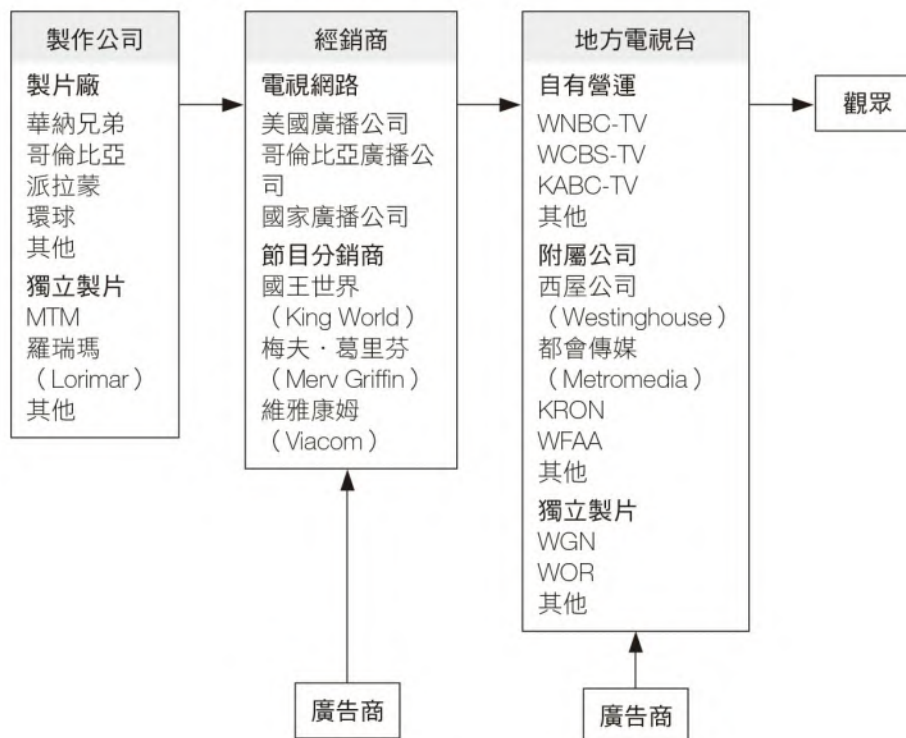 製作公司
製片廠
華納兄弟
哥倫比亞
派拉蒙
環球
其他
獨立製片
MTM
羅瑞瑪
（Lorimar）
其他
經銷商
電視網路
美國廣播公司
哥倫比亞廣播公
司
國家廣播公司
節目分銷商
國王世界
（King World）
梅夫．葛里芬
（Merv Griffin）
維雅康姆
（Viacom）
地方電視台
自有營運
WNBC-TV
WCBS-TV
KABC-TV
其他
附屬公司
西屋公司
（Westinghouse）
都會傳媒
（Metromedia）
KRON
WFAA
其他
獨立製片
WGN
WOR
其他
觀眾
廣告商
廣告商